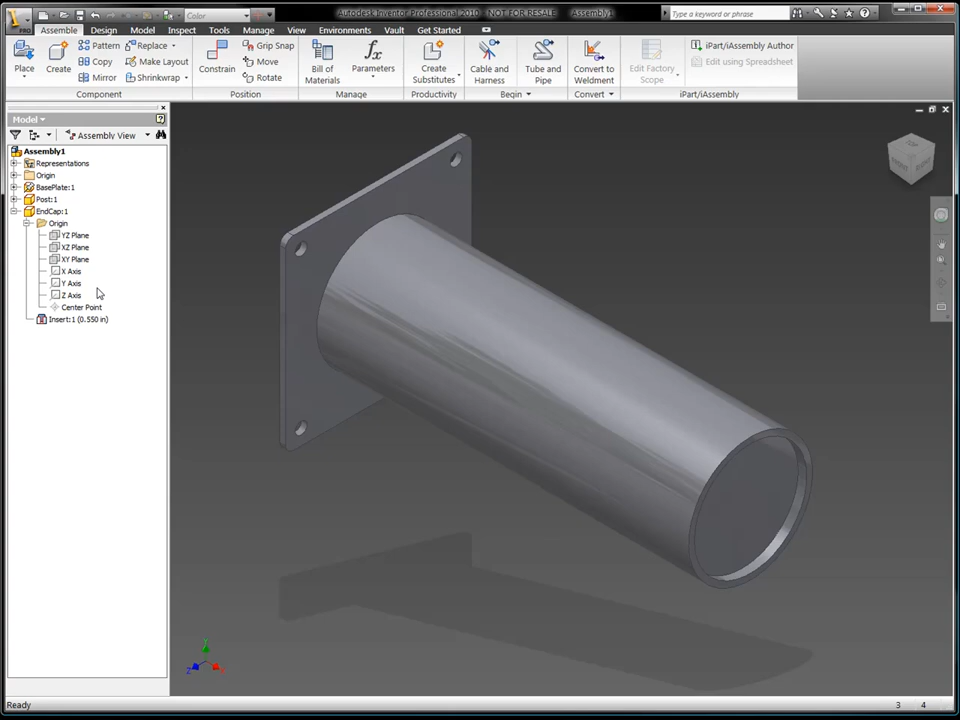 Color
Autodesk Inventor Professional 2010 - NOT FOR RESALE Assembly1
Type a keyword or phrase
PRO
Assemble Design Model Inspect Tools Manage View Environments Vault Get Started
Place
Create
Pattern
Copy
Mirror
Replace
Make Layout
Shrinkwrap
Component
Constrain
Grip Snap
Move
Rotate
Position
Bill of
Materials
Parameters
Manage
Create
Substitutes
Productivity
Cable and
Harness
Tube and
Pipe
Begin
Convert to
Weldment
Convert
Edit Factory
Scope
iPart/iAssembly Author
Edit using Spreadsheet
iPart/iAssembly
Model
Assembly View
Assembly1
Representations
Origin
BasePlate:1
Post:1
EndCap:1
Origin
YZ Plane
XZ Plane
XY Plane
X Axis
Y Axis
Z Axis
Center Point
Insert:1 (0.550 in)
Ready
3 4